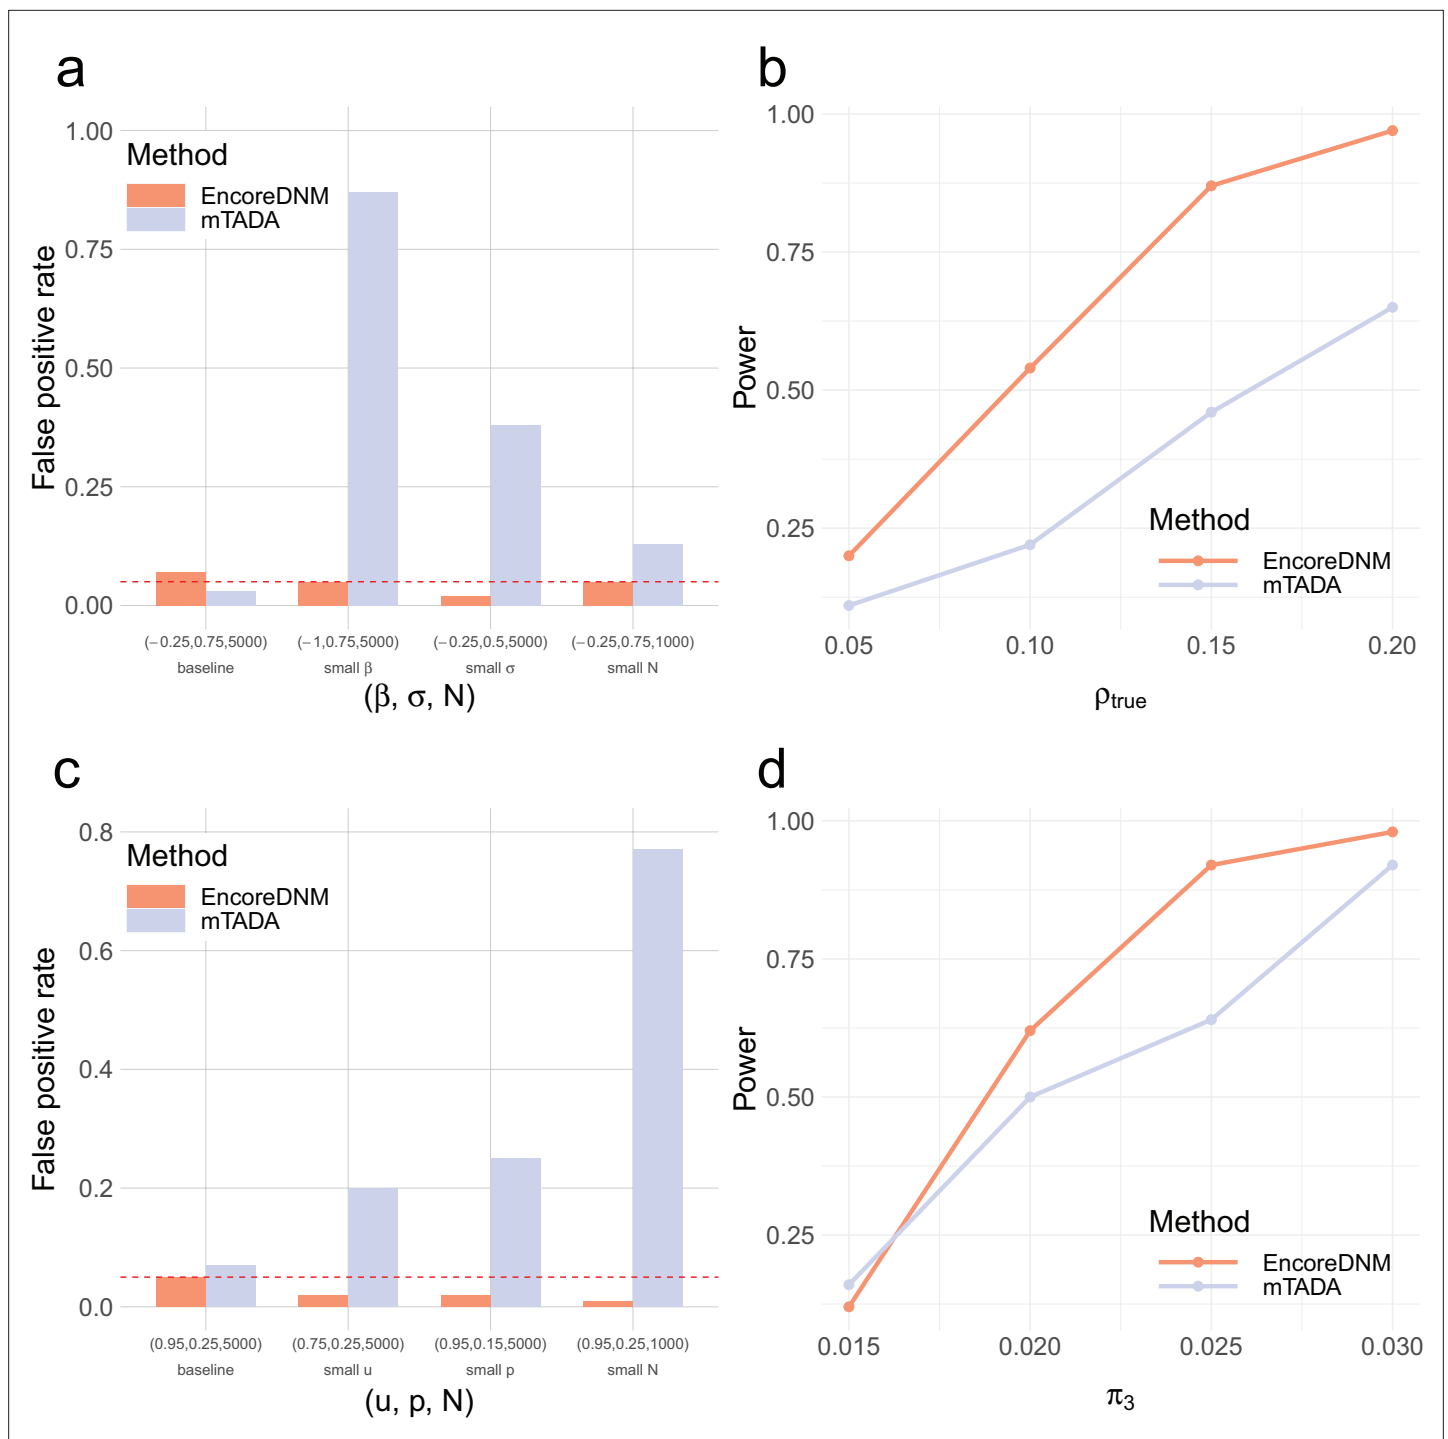 a
1.00
0.75
0.50
0.25
0.00
False positive rate
Method
EncoreDNM
mTADA
(−0.25,0.75,5000) (−1,0.75,5000) (−0.25,0.5,5000) (−0.25,0.75,1000)
baseline small β small σ small N
(β, σ, N)
b
1.00
0.75
0.50
0.25
Power
Method
EncoreDNM
mTADA
0.05 0.10 0.15 0.20
ρtrue
c
0.8
0.6
0.4
0.2
0.0
False positive rate
Method
EncoreDNM
mTADA
(0.95,0.25,5000) (0.75,0.25,5000) (0.95,0.15,5000) (0.95,0.25,1000)
baseline small u small p small N
(u, p, N)
d
1.00
0.75
0.50
0.25
Power
Method
EncoreDNM
mTADA
0.015 0.020 0.025 0.030
π3